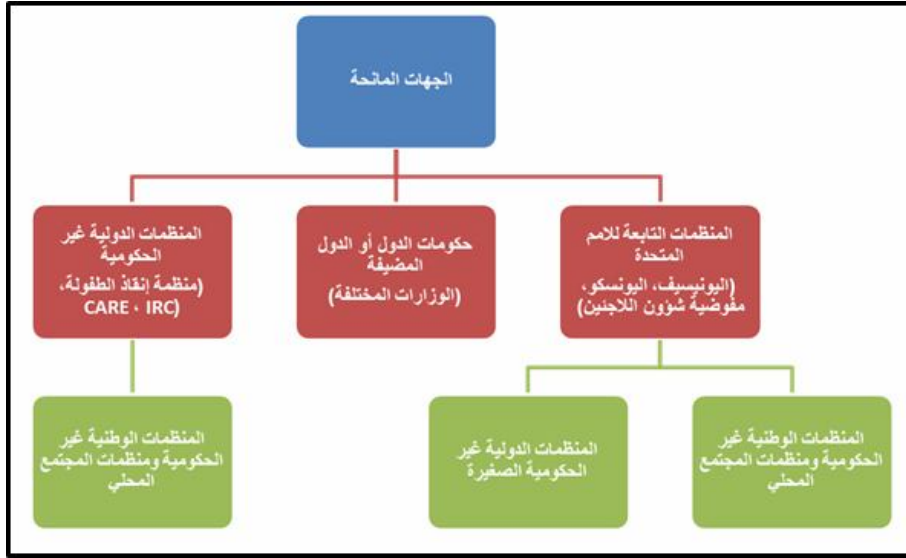 الجهات المانحة
المنظمات التابعة للامم
المتحدة
(اليونيسيف، اليونسكو،
مفوضية شؤون اللاجئين)
حكومات الدول أو الدول
المضيفة
(الوزارات المختلفة)
المنظمات الدولية غير
الحكومية
(منظمة إنقاذ الطفولة،
CARE ، IRC)
المنظمات الوطنية غير
الحكومية ومنظمات المجتمع
المحلي
المنظمات الدولية غير
الحكومية الصغيرة
المنظمات الوطنية غير
الحكومية ومنظمات المجتمع
المحلي